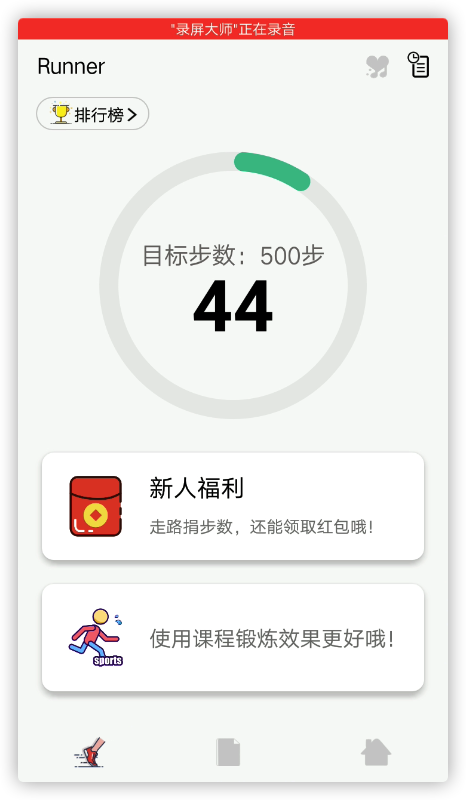 "录屏大师"正在录音
Runner
排行榜
目标步数：500步
44
新人福利
走路捐步数，还能领取红包哦！
使用课程锻炼效果更好哦！
sports